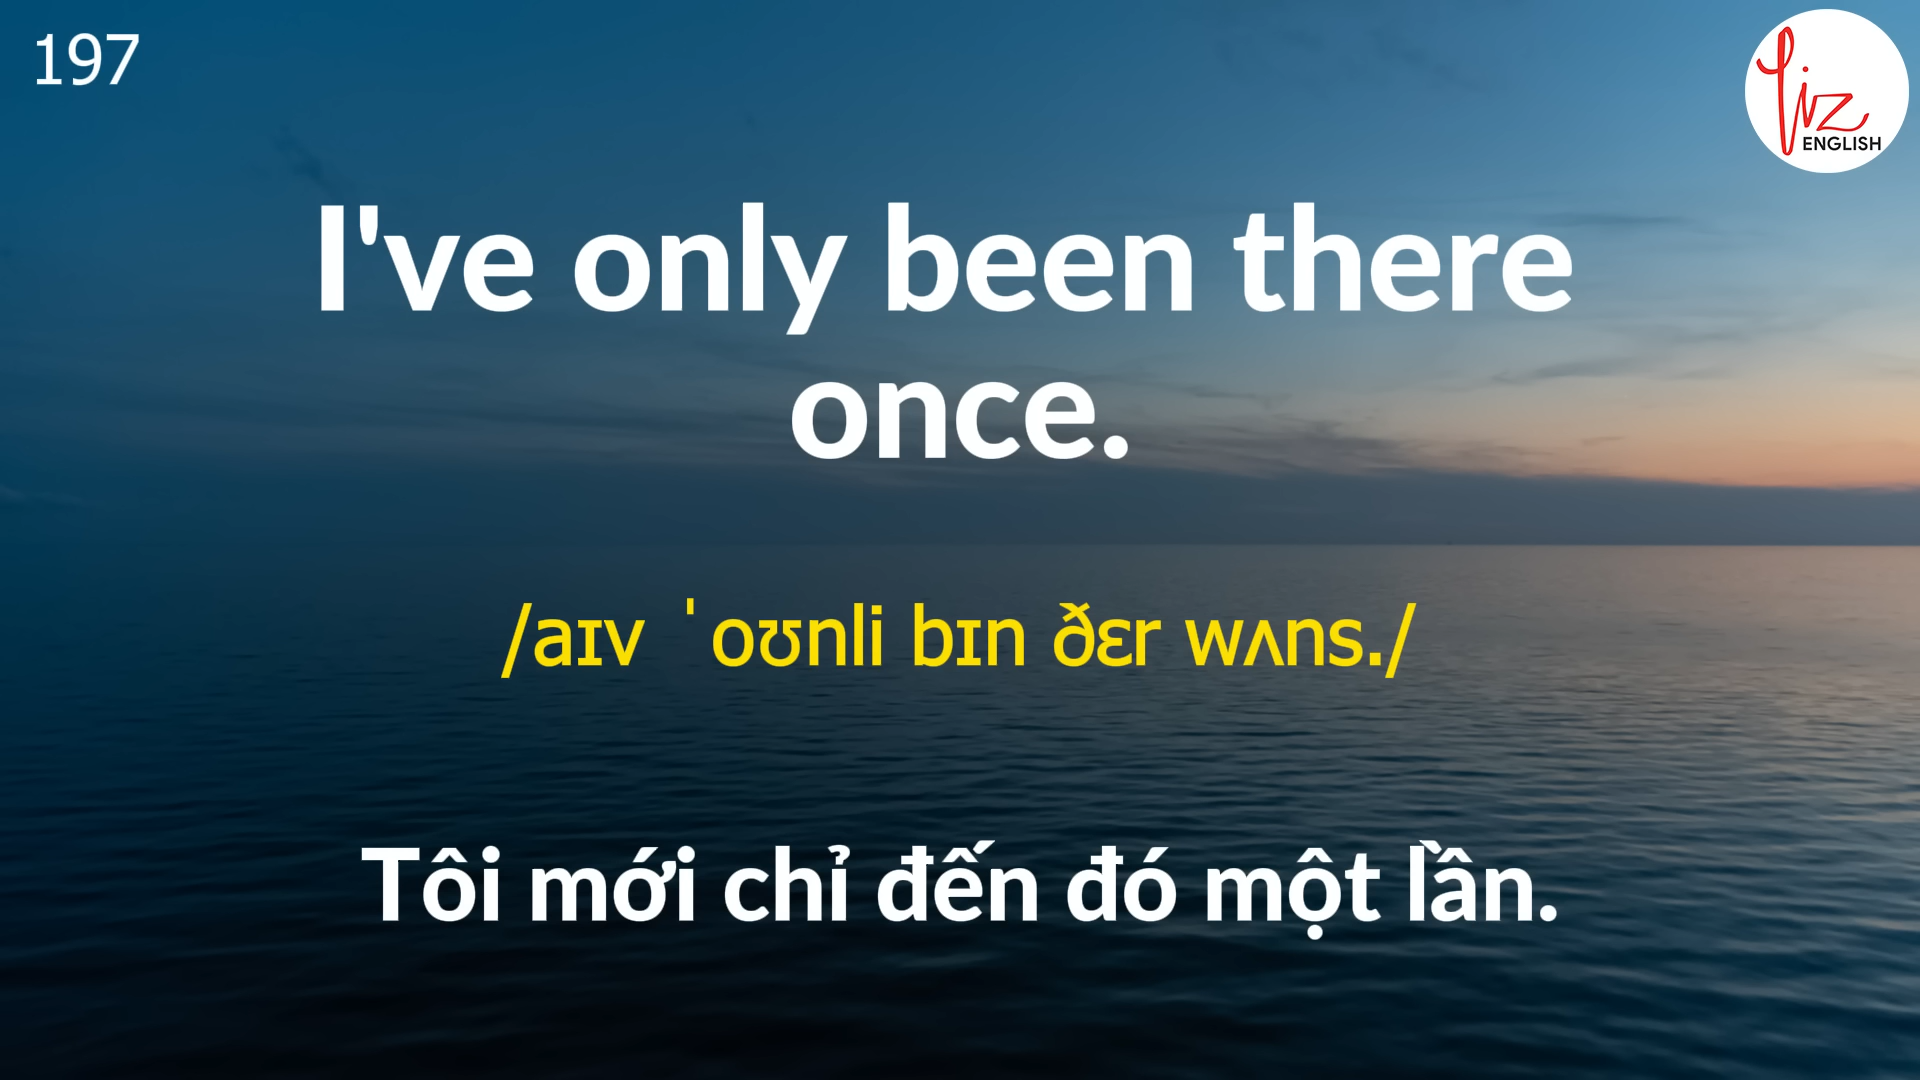 197
Liz
ENGLISH
I've only been there
once.
/aɪv ˈoʊnli bɪn ðɛr wʌns./
Tôi mới chỉ đến đó một lần.